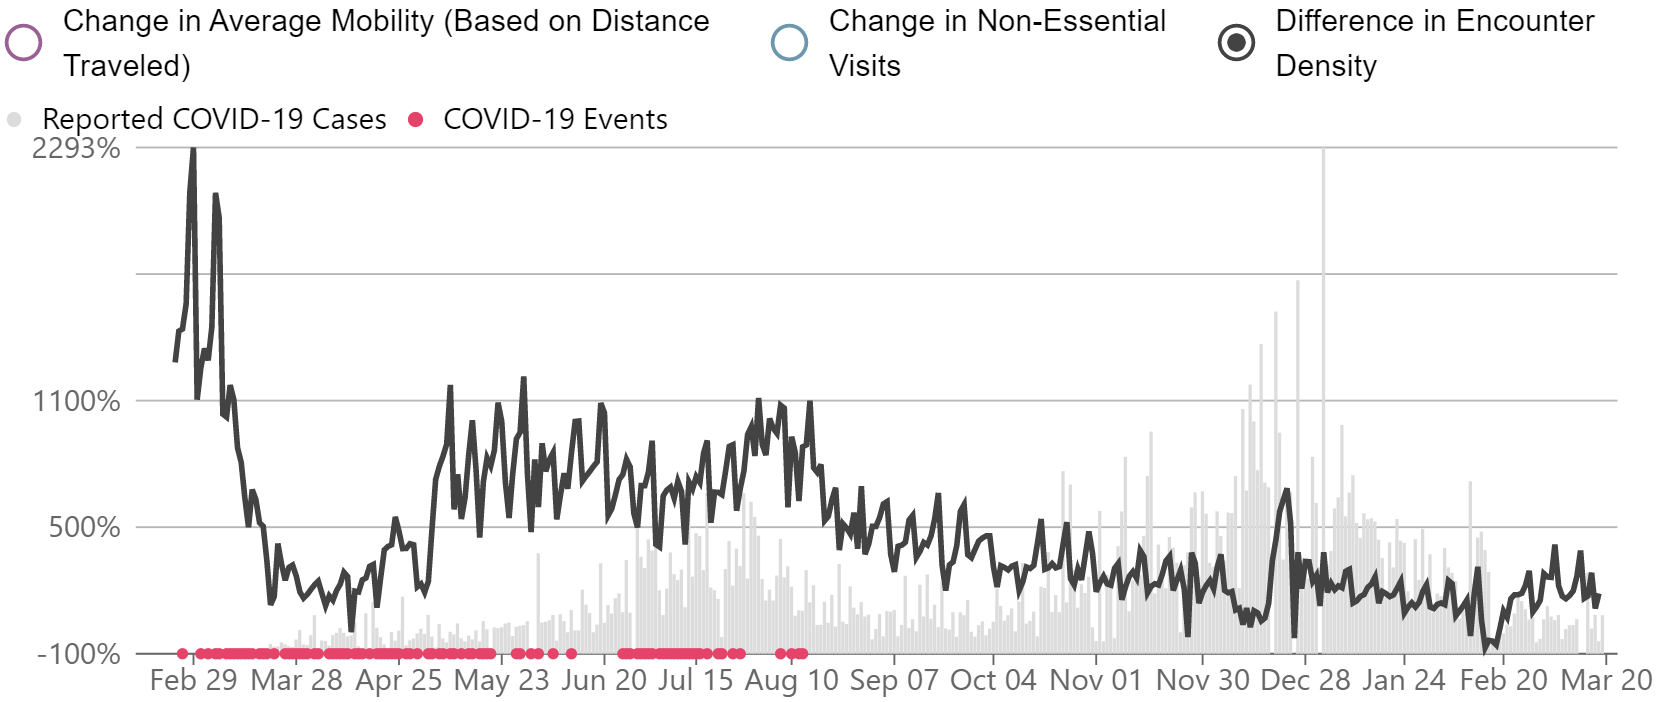 Change in Average Mobility (Based on Distance
Traveled)
Change in Non-Essential
Visits
Difference in Encounter
Density
Reported COVID-19 Cases
COVID-19 Events
2293%
1100%
500%
-100%
Feb 29 Mar 28 Apr 25 May 23 Jun 20 Jul 15 Aug 10 Sep 07 Oct 04 Nov 01 Nov 30 Dec 28 Jan 24 Feb 20 Mar 20